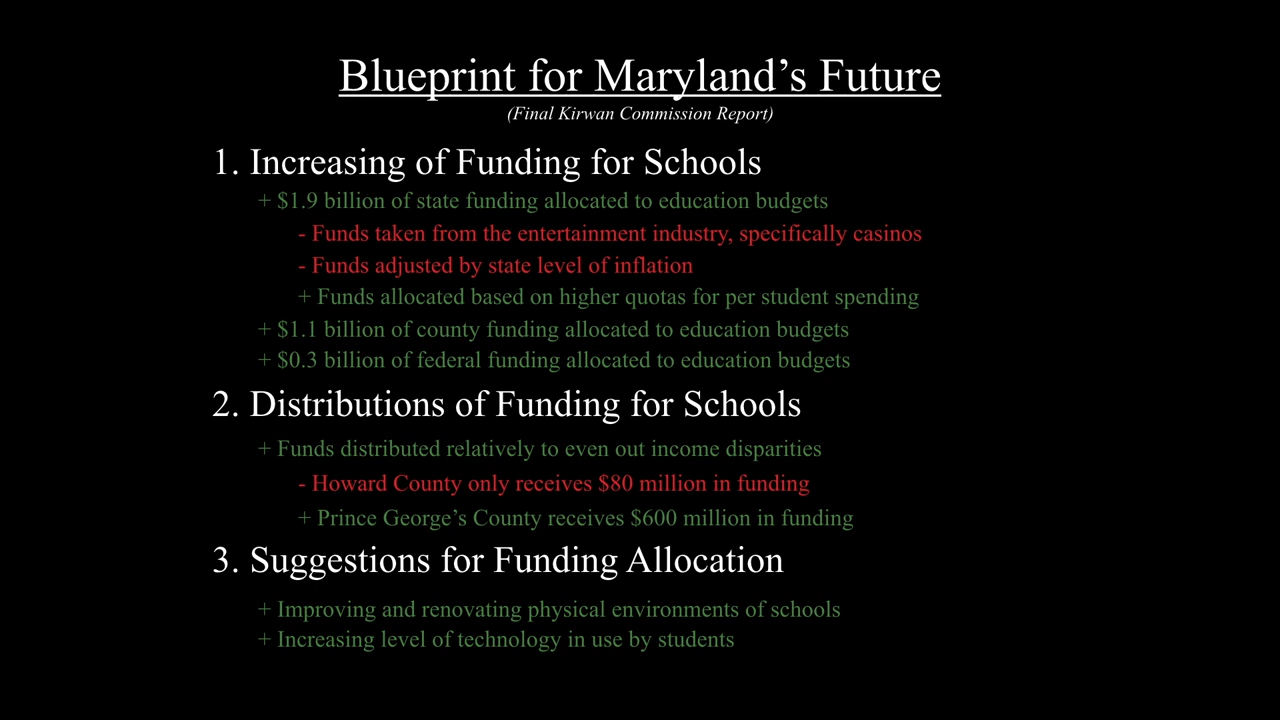 Blueprint for Maryland’s Future
(Final Kirwan Commission Report)
1. Increasing of Funding for Schools
+ $1.9 billion of state funding allocated to education budgets
- Funds taken from the entertainment industry, specifically casinos
- Funds adjusted by state level of inflation
+ Funds allocated based on higher quotas for per student spending
+ $1.1 billion of county funding allocated to education budgets
+ $0.3 billion of federal funding allocated to education budgets
2. Distributions of Funding for Schools
+ Funds distributed relatively to even out income disparities
- Howard County only receives $80 million in funding
+ Prince George’s County receives $600 million in funding
3. Suggestions for Funding Allocation
+ Improving and renovating physical environments of schools
+ Increasing level of technology in use by students